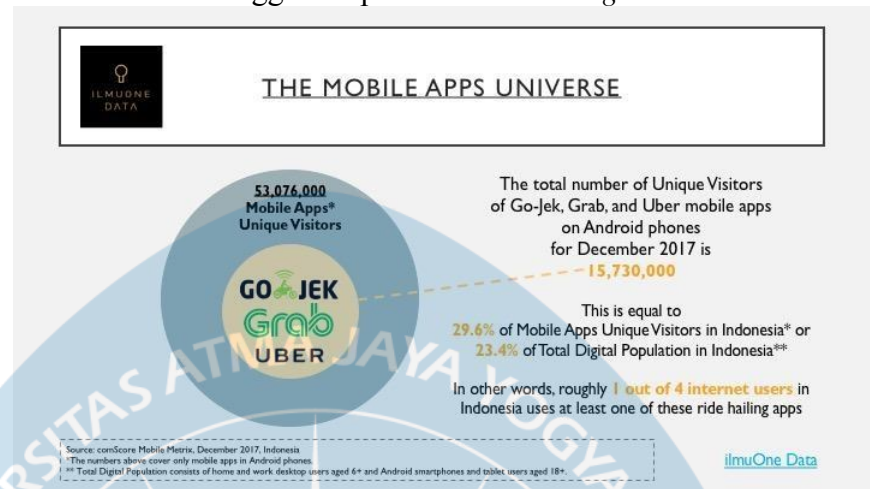 ILMUONE
DATA
THE MOBILE APPS UNIVERSE
53,076,000
Mobile Apps*
Unique Visitors
GO JEK
Grab
UBER
The total number of Unique Visitors
of Go-Jek, Grab, and Uber mobile apps
on Android phones
for December 2017 is
15,730,000
This is equal to
29.6% of Mobile Apps Unique Visitors in Indonesia* or
23.4% of Total Digital Population in Indonesia**
In other words, roughly 1 out of 4 internet users in
Indonesia uses at least one of these ride hailing apps
Source: comScore Mobile Metrix, December 2017, Indonesia
*The numbers above cover only mobile apps in Android phones.
** Total Digital Population consists of home and work desktop users aged 6+ and Android smartphones and tablet users aged 18+.
ilmuOne Data
ATMA JAYA YOGYA